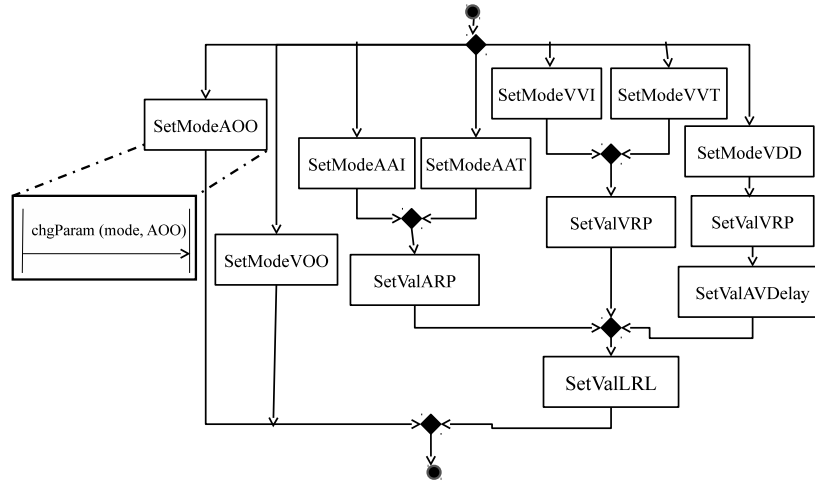 SetModeVVI
SetModeVVT
SetModeAOO
SetModeAAI
SetModeAAT
SetModeVDD
chgParam (mode, AOO)
SetModeVOO
SetValVRP
SetValVRP
SetValARP
SetValAVDelay
SetValLRL